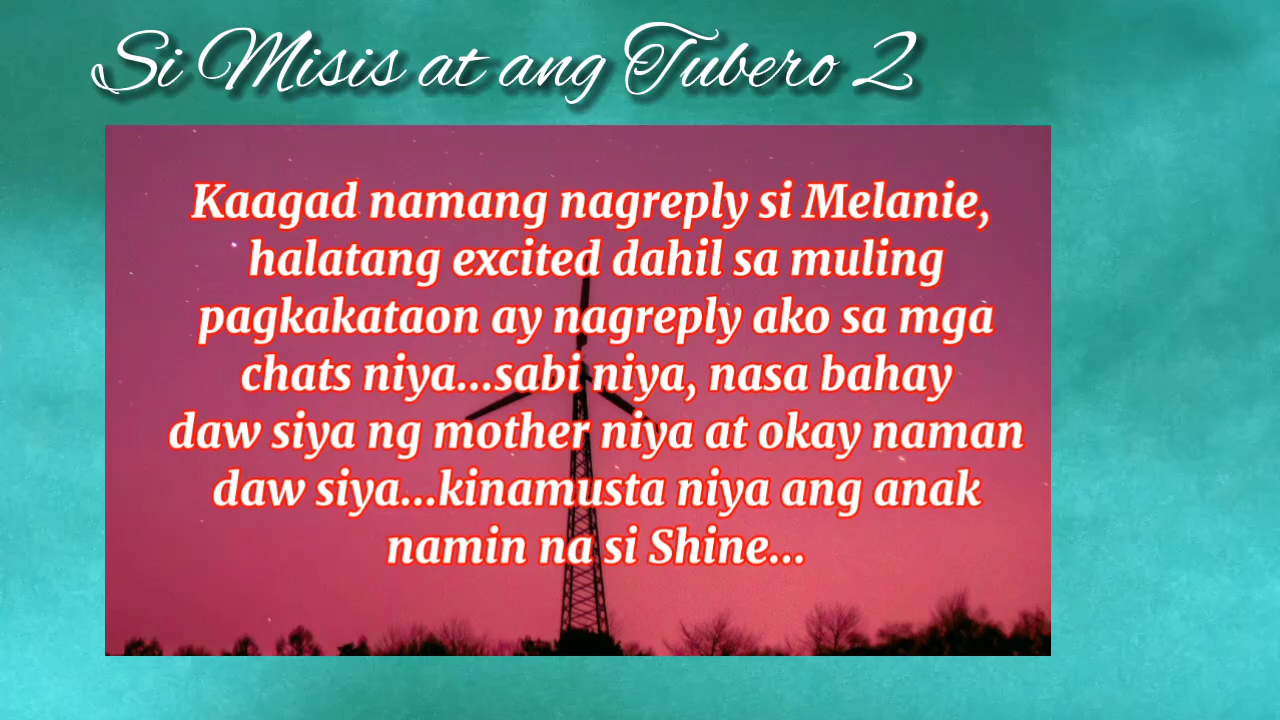 Si Misis at ang Tubero 2
Kaagad namang nagreply si Melanie,
halatang excited dahil sa muling
pagkakataon ay nagreply ako sa mga
chats niya...sabi niya, nasa bahay
daw siya ng mother niya at okay naman
daw siya...kinamusta niya ang anak
namin na si Shine...